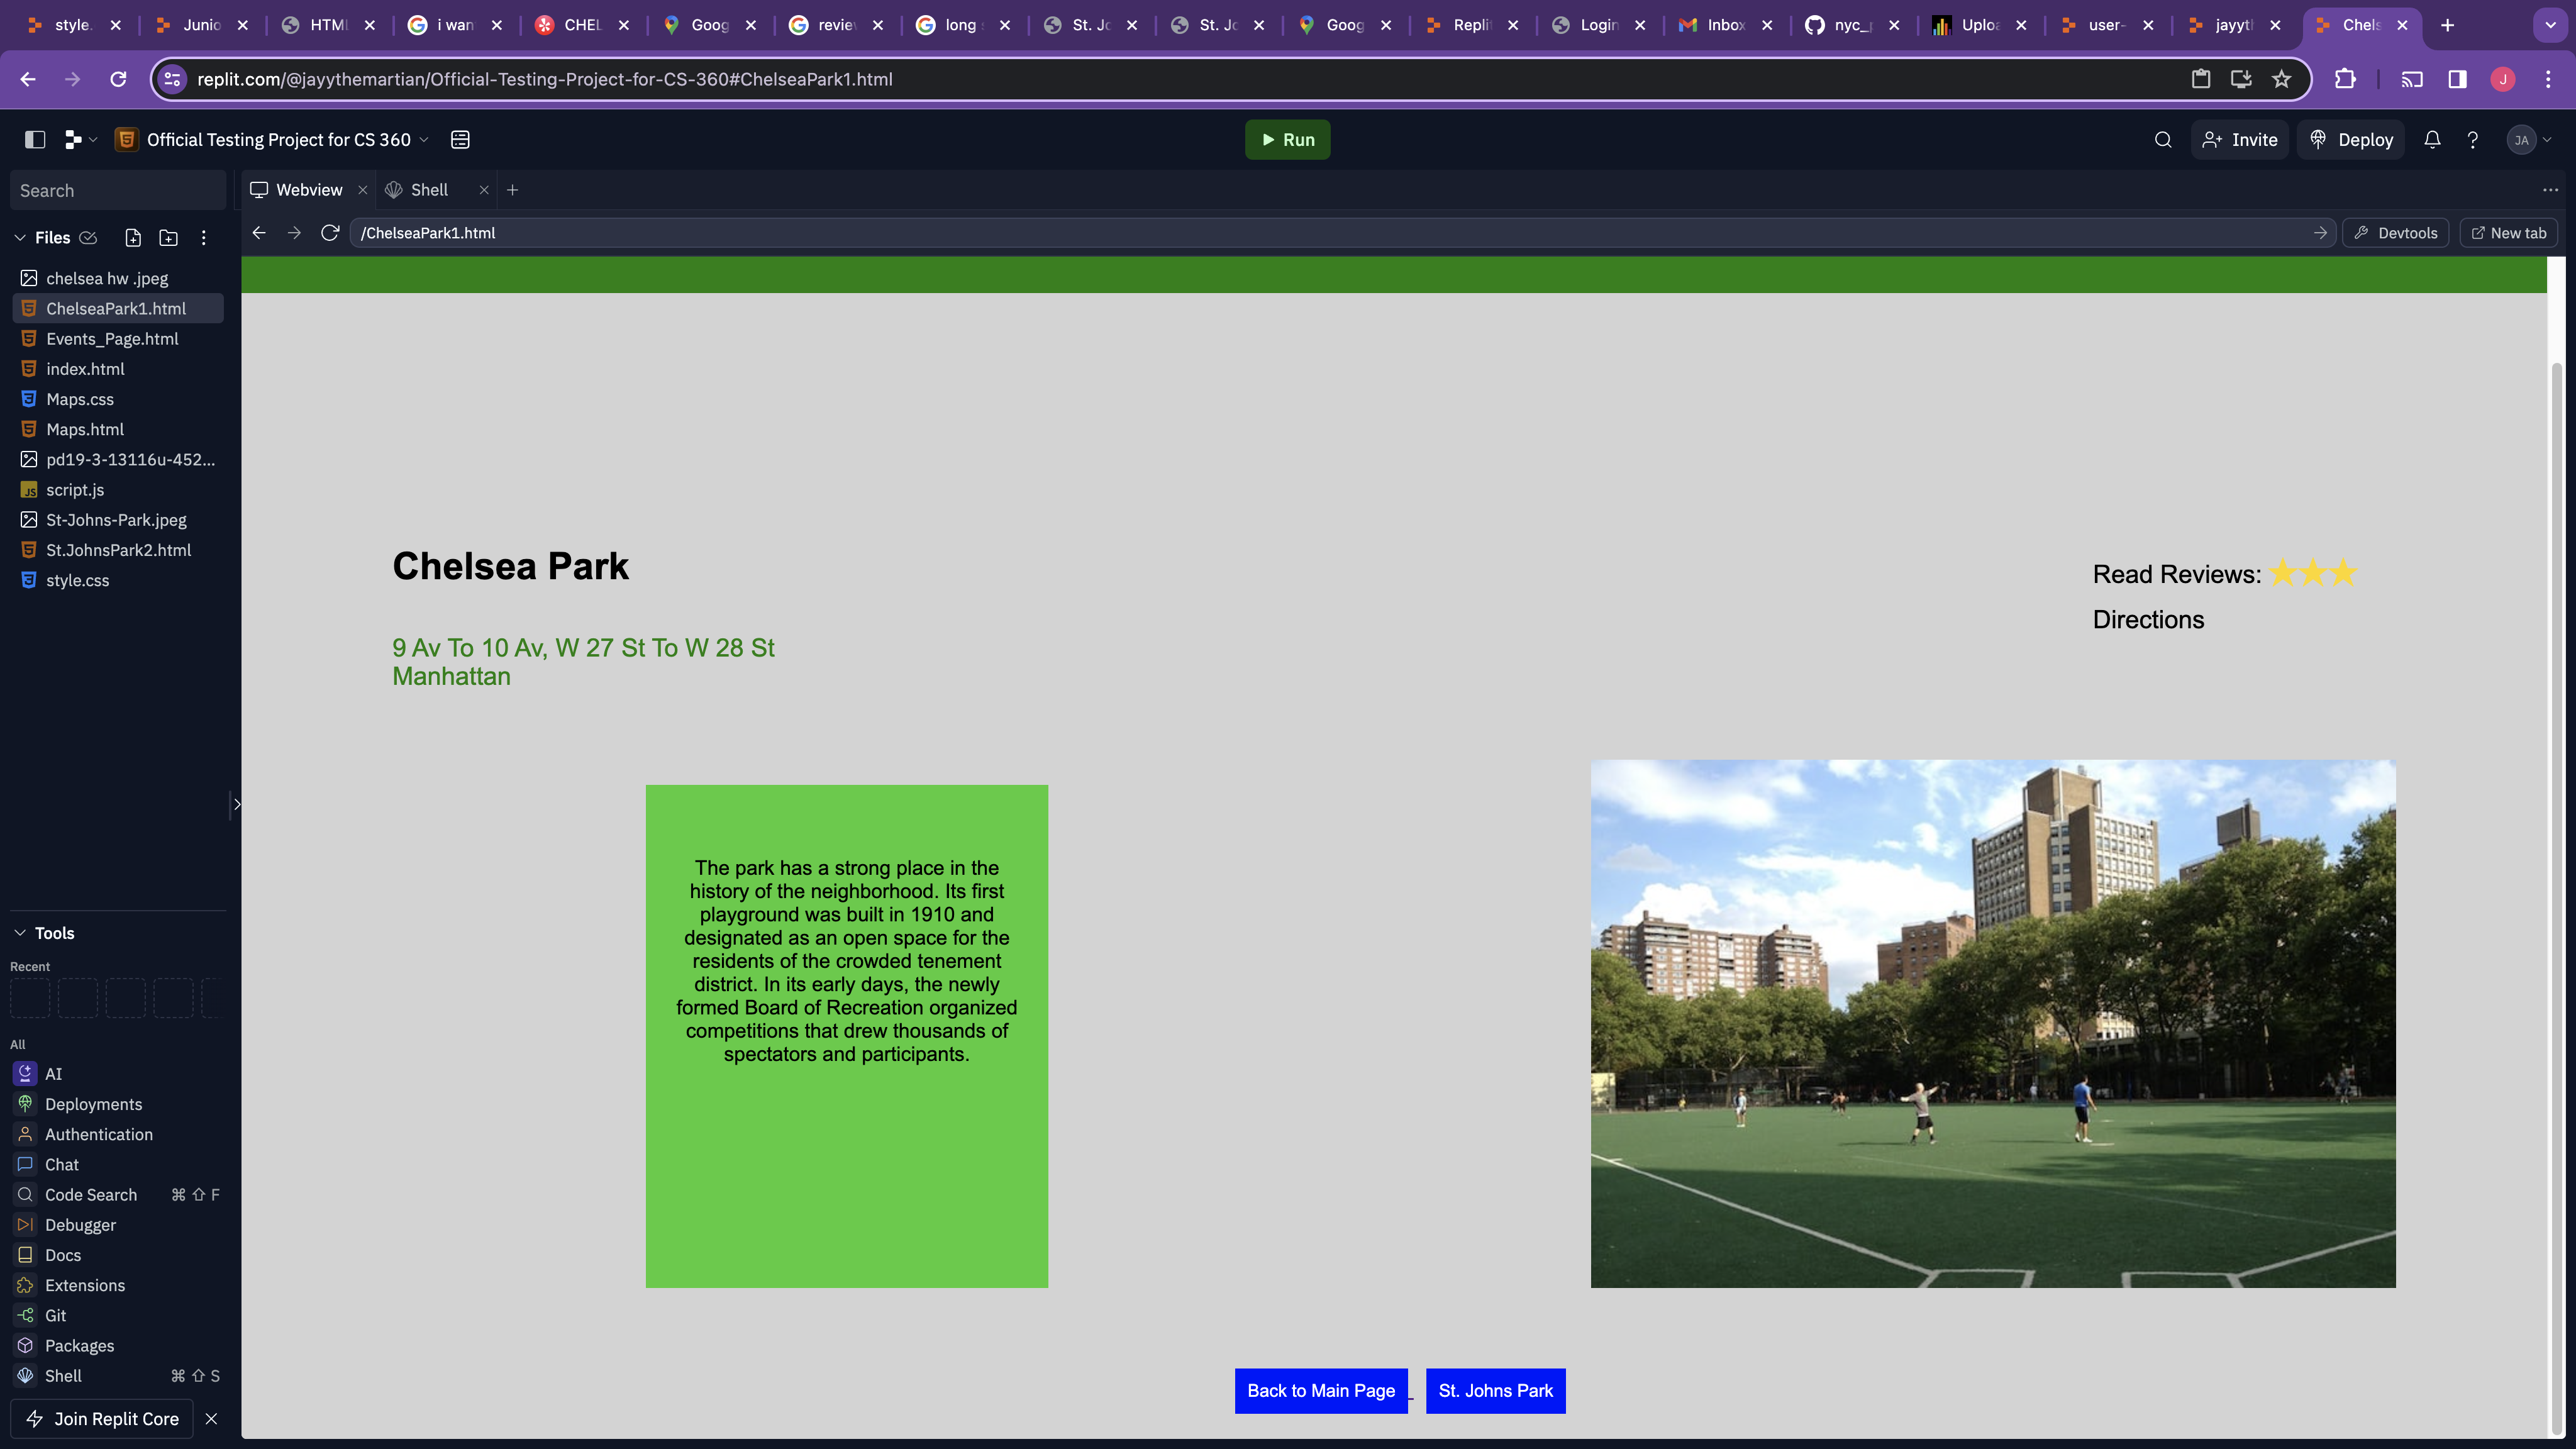 style.
Junio
HTML
i wan
CHEL
Goog
review
long
St. Jo
St. Jo
Goog
Repli
Login
Inbox
nyc_
Uploa
user-
jayyth
Chels
replit.com/@jayythemartian/Official-Testing-Project-for-CS-360#ChelseaPark1.html
J
Official Testing Project for CS 360
Run
Invite
Deploy
JA
Search
Webview
Shell
Files
/ChelseaPark1.html
Devtools
New tab
chelsea hw .jpeg
ChelseaPark1.html
Events_Page.html
index.html
Maps.css
Maps.html
pd19-3-13116u-452...
script.js
St-Johns-Park.jpeg
St.JohnsPark2.html
style.css
Chelsea Park
Read Reviews: ★★★
Directions
9 Av To 10 Av, W 27 St To W 28 St
Manhattan
The park has a strong place in the
history of the neighborhood. Its first
playground was built in 1910 and
designated as an open space for the
residents of the crowded tenement
district. In its early days, the newly
formed Board of Recreation organized
competitions that drew thousands of
spectators and participants.
Back to Main Page
St. Johns Park
Tools
Recent
All
AI
Deployments
Authentication
Chat
Code Search ⌘ ⇧ F
Debugger
Docs
Extensions
Git
Packages
Shell ⌘ ⇧ S
Join Replit Core